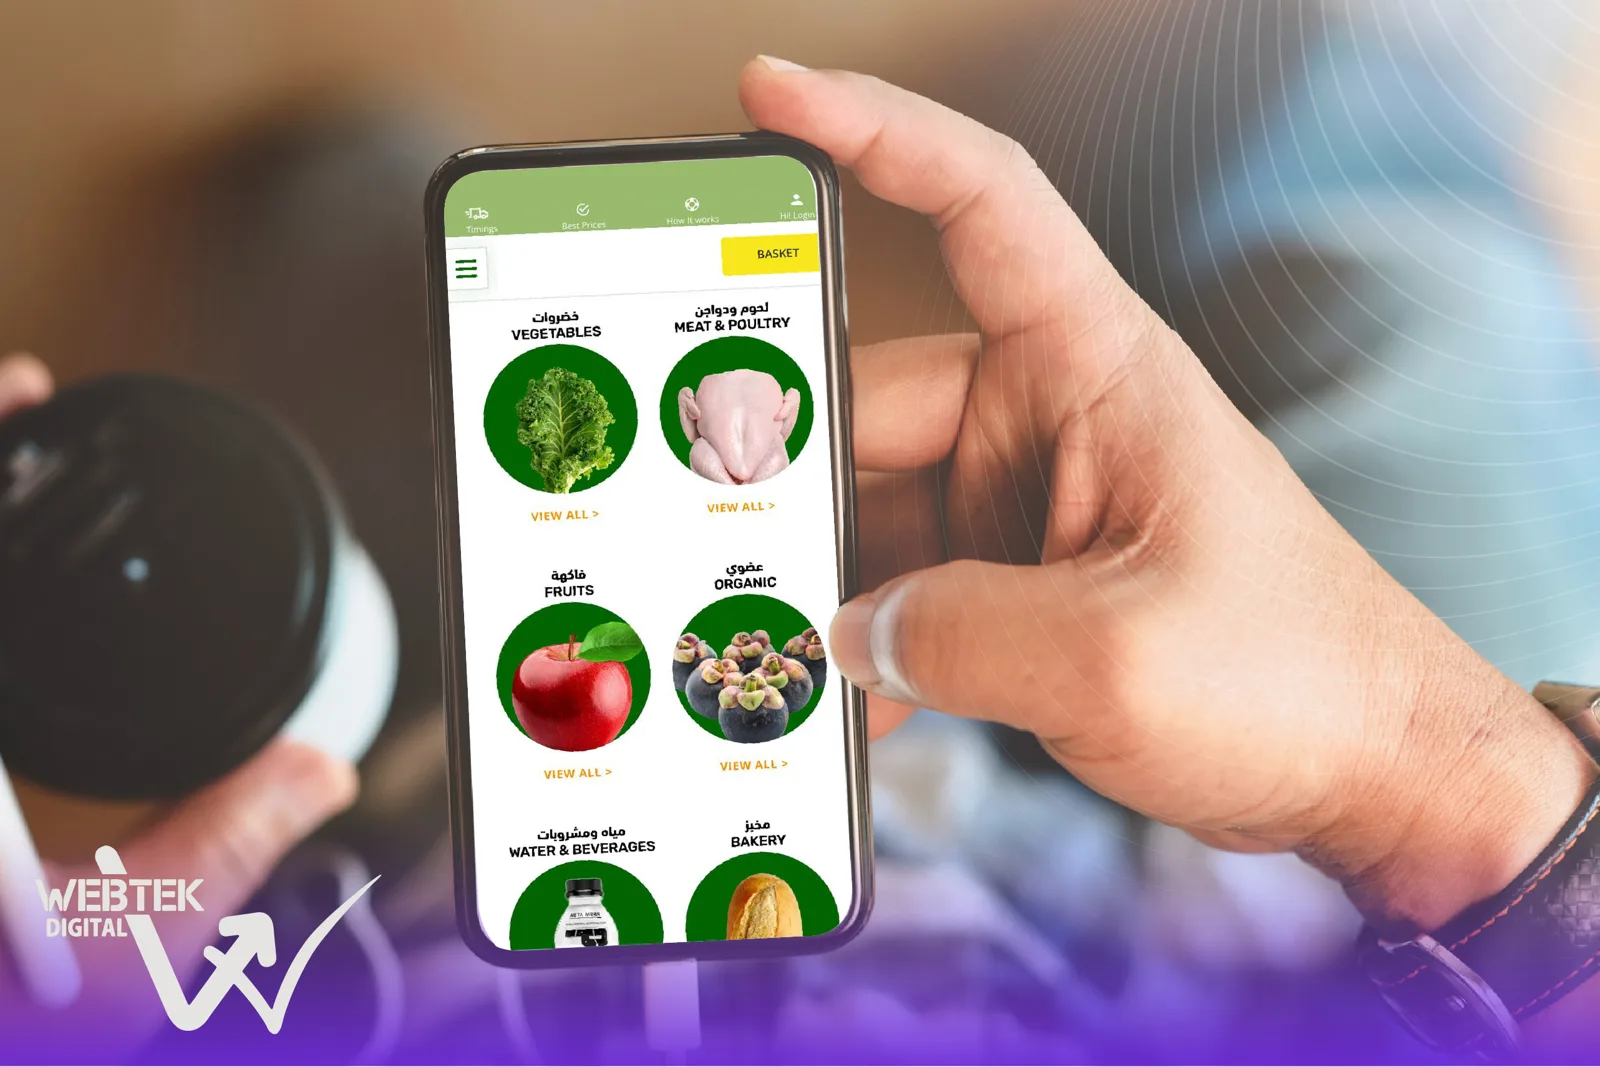 Timings
Best Prices
How It works
Hi! Login
BASKET
خضروات
VEGETABLES
لحوم ودواجن
MEAT & POULTRY
VIEW ALL >
VIEW ALL >
فاكهة
FRUITS
عضوي
ORGANIC
VIEW ALL >
VIEW ALL >
مياه ومشروبات
WATER & BEVERAGES
مخبز
BAKERY
WEBTEK
DIGITAL